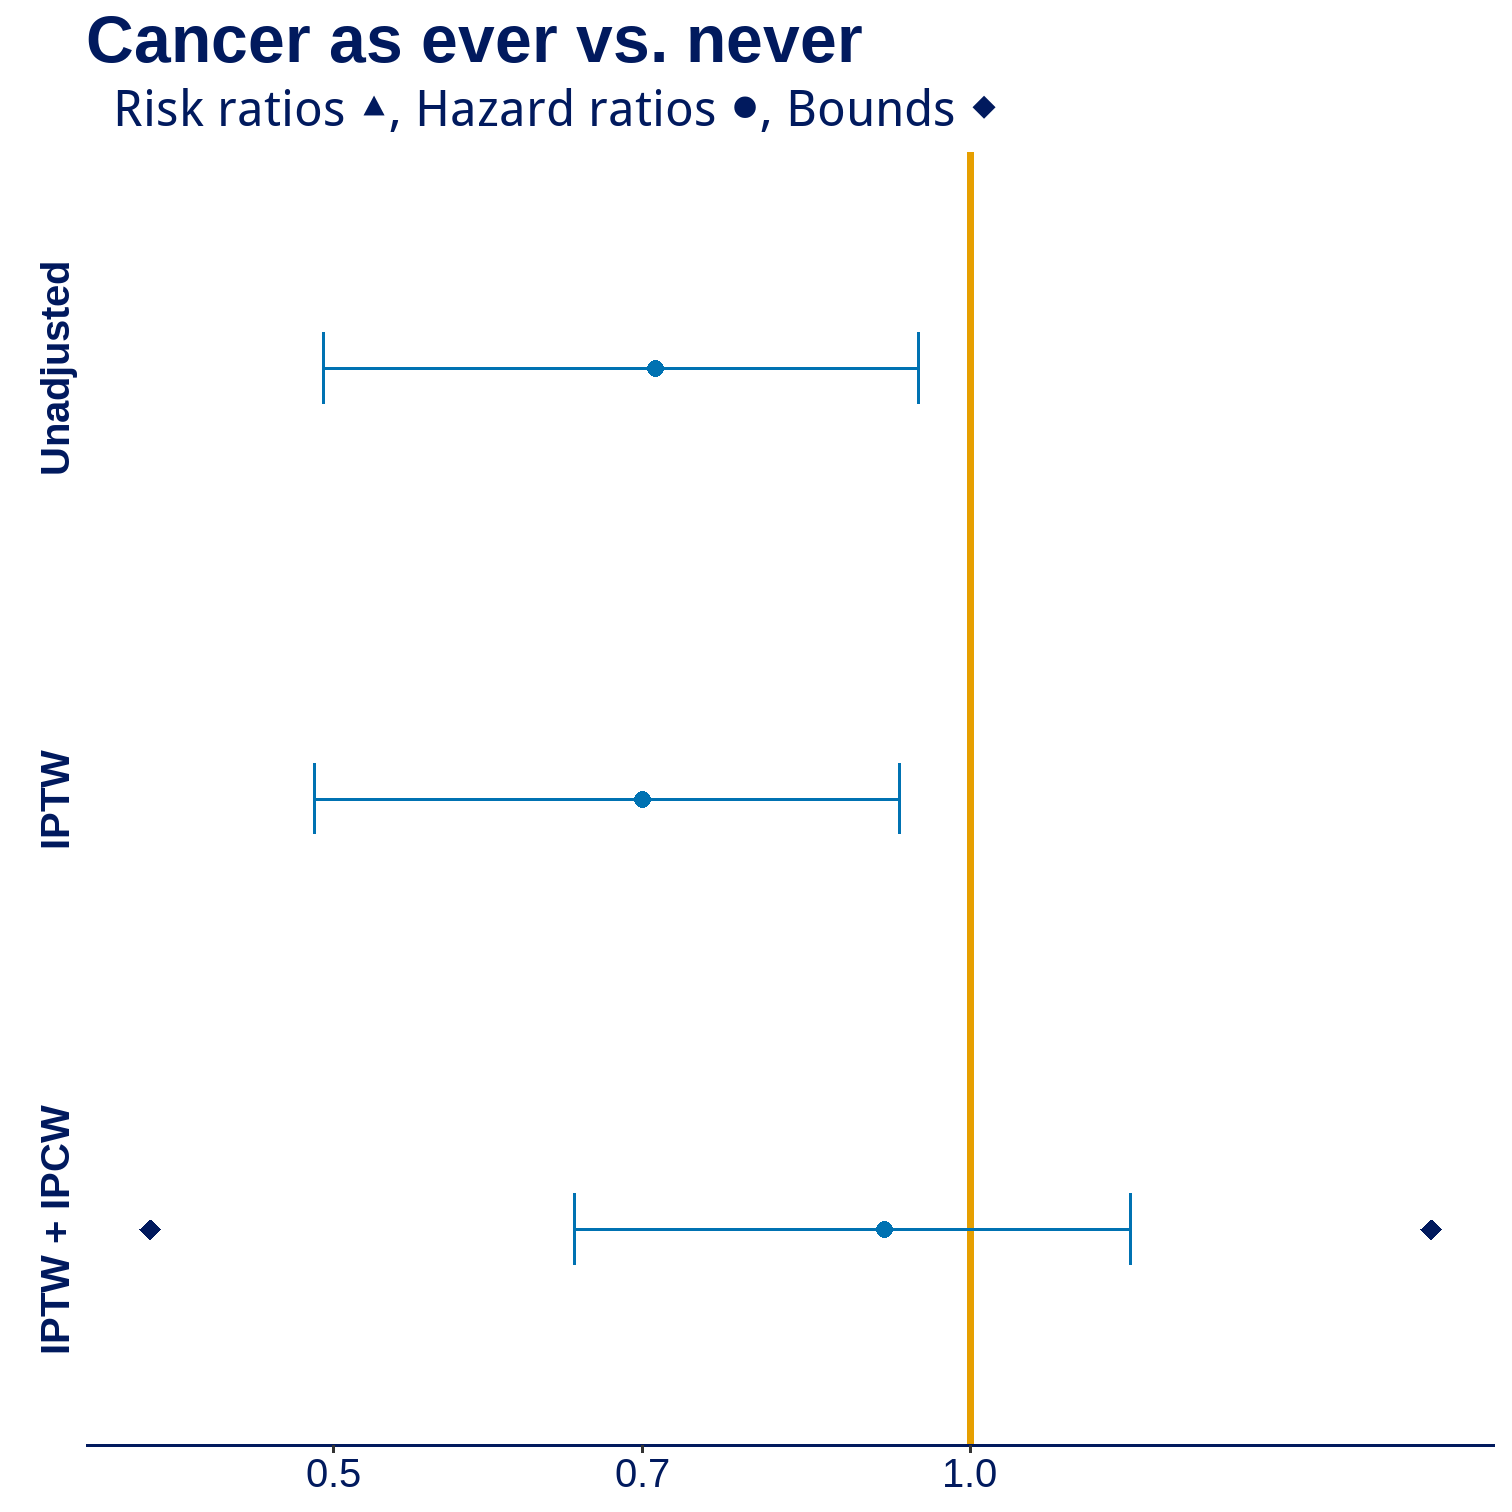 Cancer as ever vs. never
Risk ratios ▲, Hazard ratios ●, Bounds ◆
Unadjusted
IPTW
IPTW + IPCW
0.5 0.7 1.0